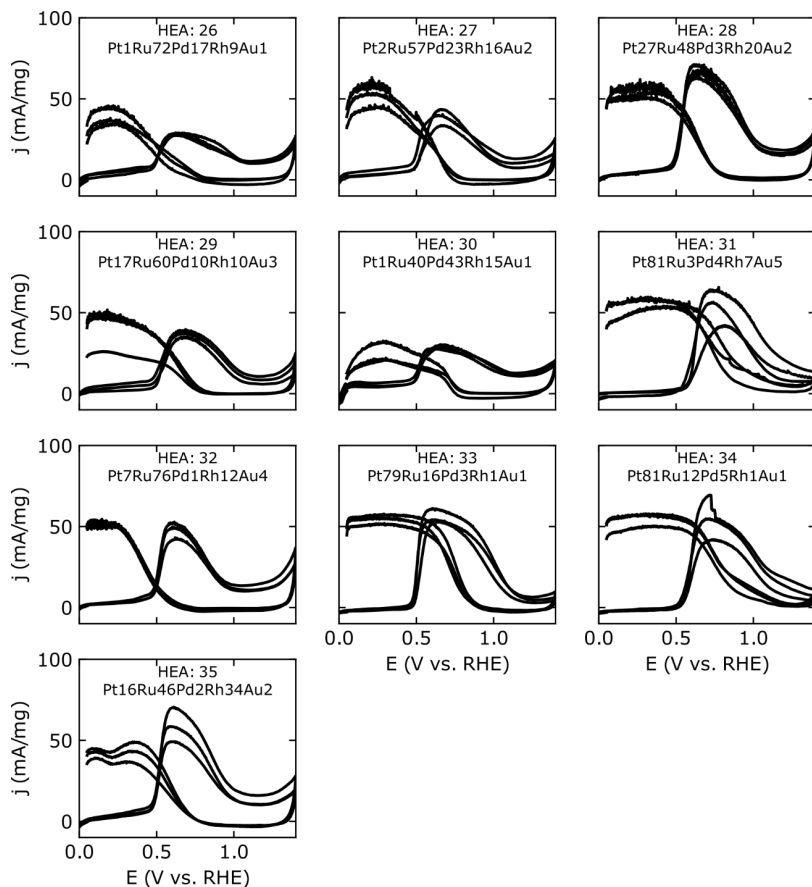 HEA: 26
Pt1Ru72Pd17Rh9Au1
HEA: 27
Pt2Ru57Pd23Rh16Au2
HEA: 28
Pt27Ru48Pd3Rh20Au2
100
50
0
j (mA/mg)
HEA: 29
Pt17Ru60Pd10Rh10Au3
HEA: 30
Pt1Ru40Pd43Rh15Au1
HEA: 31
Pt81Ru3Pd4Rh7Au5
100
50
0
j (mA/mg)
HEA: 32
Pt7Ru76Pd1Rh12Au4
HEA: 33
Pt79Ru16Pd3Rh1Au1
HEA: 34
Pt81Ru12Pd5Rh1Au1
100
50
0
j (mA/mg)
0.0 0.5 1.0
E (V vs. RHE)
0.0 0.5 1.0
E (V vs. RHE)
HEA: 35
Pt16Ru46Pd2Rh34Au2
100
50
0
j (mA/mg)
0.0 0.5 1.0
E (V vs. RHE)